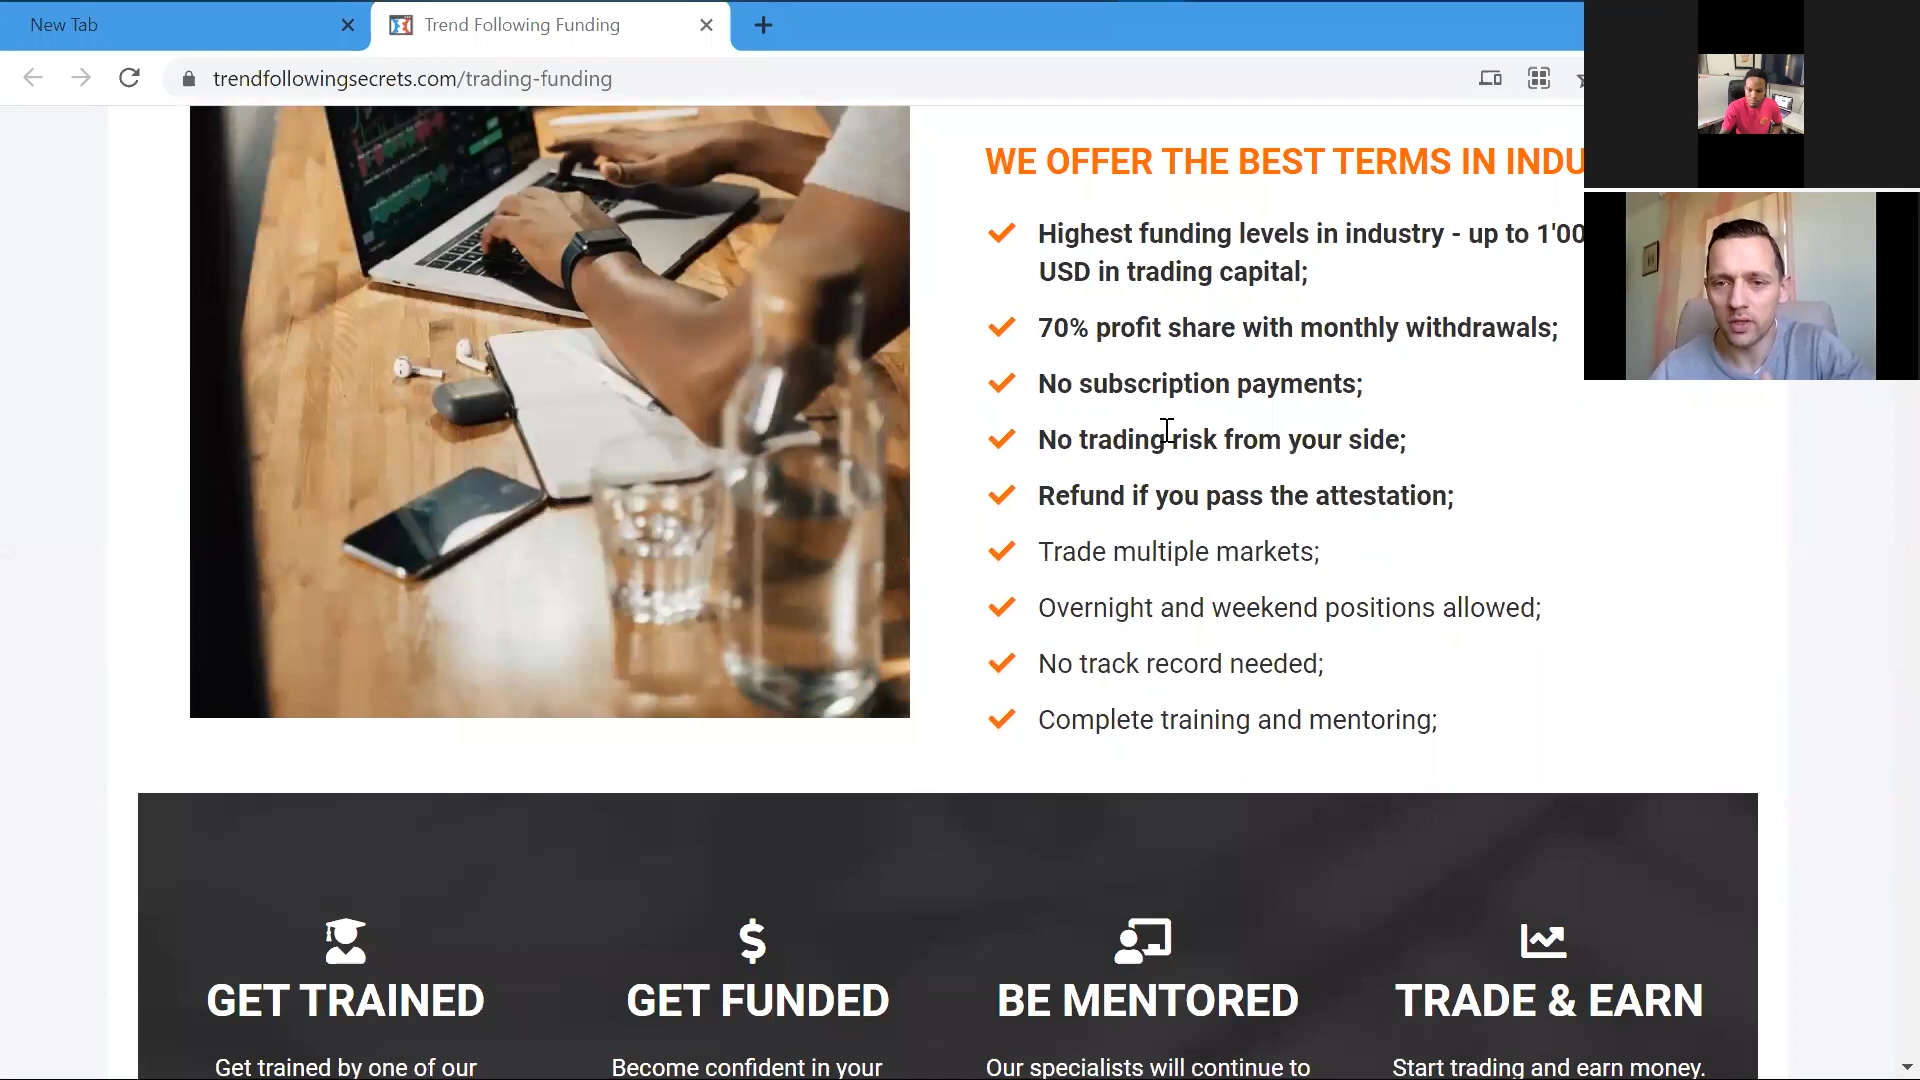 New Tab
Trend Following Funding
trendfollowingsecrets.com/trading-funding
WE OFFER THE BEST TERMS IN INDU
Highest funding levels in industry - up to 1'00
USD in trading capital;
70% profit share with monthly withdrawals;
No subscription payments;
No trading risk from your side;
Refund if you pass the attestation;
Trade multiple markets;
Overnight and weekend positions allowed;
No track record needed;
Complete training and mentoring;
GET TRAINED
GET FUNDED
BE MENTORED
TRADE & EARN
Get trained by one of our
Become confident in your
Our specialists will continue to
Start trading and earn money.